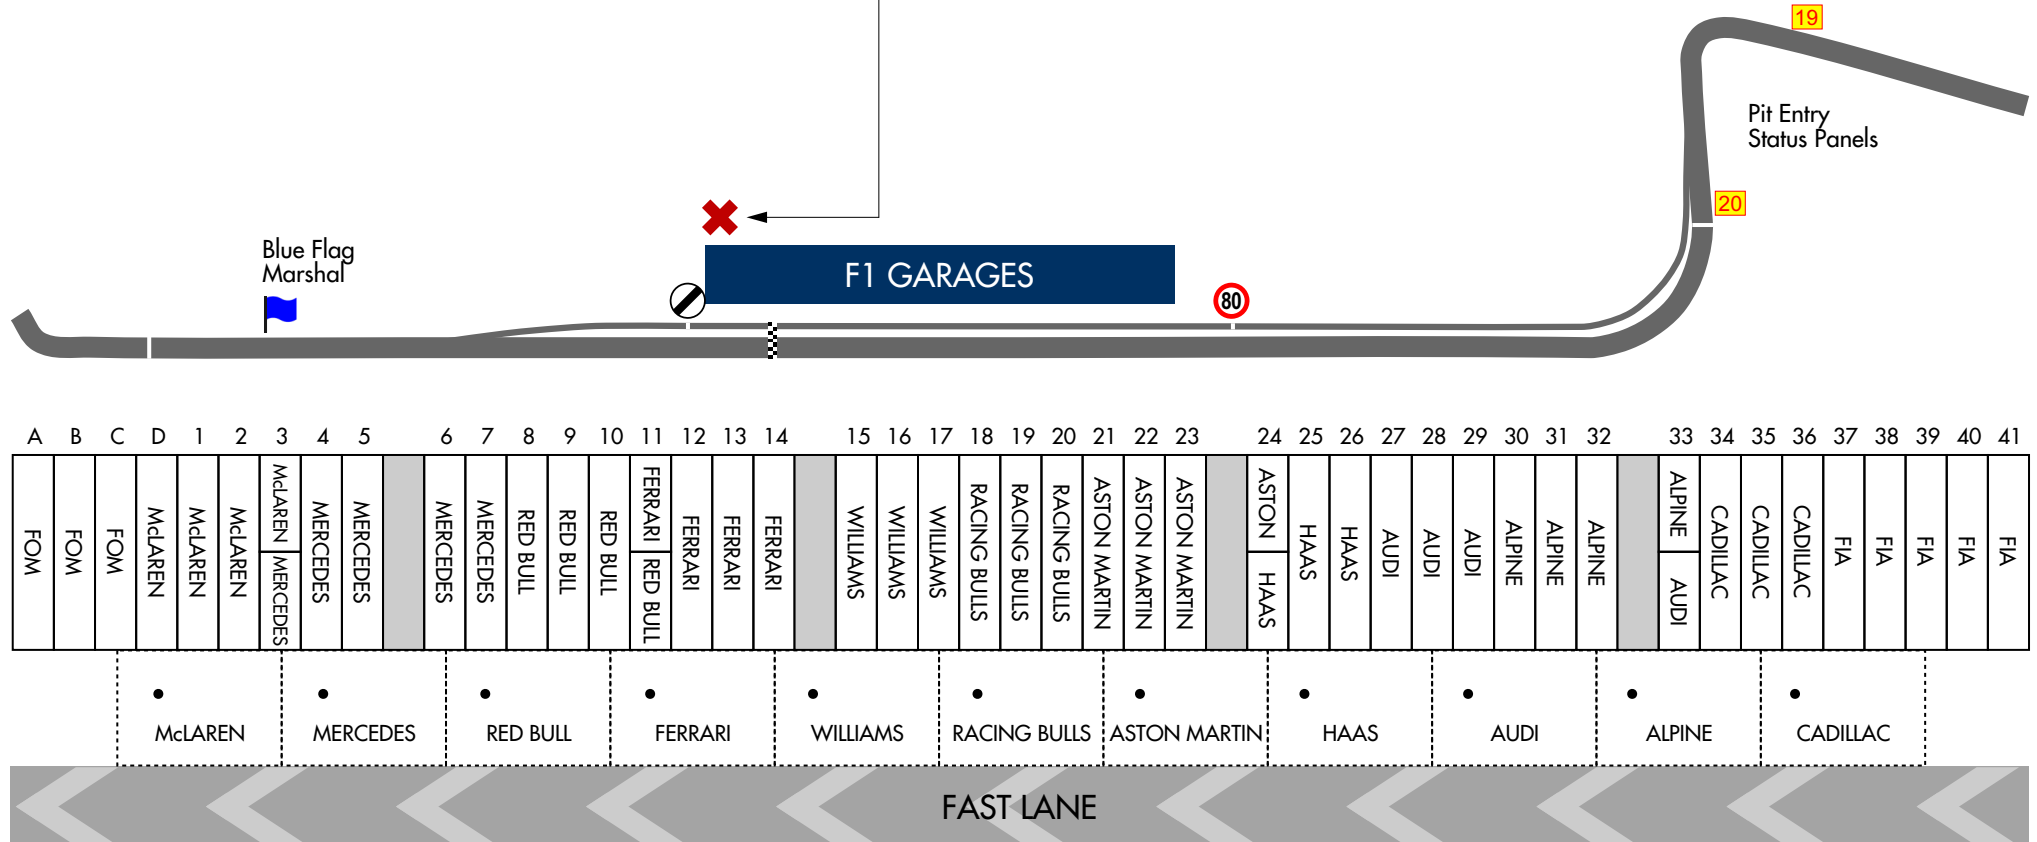 19
Pit Entry
Status Panels
20
Blue Flag
Marshal
F1 GARAGES
80
A B C D 1 2 3 4 5 6 7 8 9 10 11 12 13 14 15 16 17 18 19 20 21 22 23 24 25 26 27 28 29 30 31 32 33 34 35 36 37 38 39 40 41
FOM
FOM
FOM
McLAREN
McLAREN
McLAREN
McLAREN
MERCEDES
MERCEDES
MERCEDES
MERCEDES
MERCEDES
RED BULL
RED BULL
RED BULL
FERRARI
RED BULL
FERRARI
FERRARI
FERRARI
WILLIAMS
WILLIAMS
WILLIAMS
RACING BULLS
RACING BULLS
RACING BULLS
ASTON MARTIN
ASTON MARTIN
ASTON MARTIN
ASTON
HAAS
HAAS
HAAS
AUDI
AUDI
AUDI
ALPINE
ALPINE
ALPINE
ALPINE
AUDI
CADILLAC
CADILLAC
CADILLAC
FIA
FIA
FIA
FIA
FIA
McLAREN MERCEDES RED BULL FERRARI WILLIAMS RACING BULLS ASTON MARTIN HAAS AUDI ALPINE CADILLAC
FAST LANE